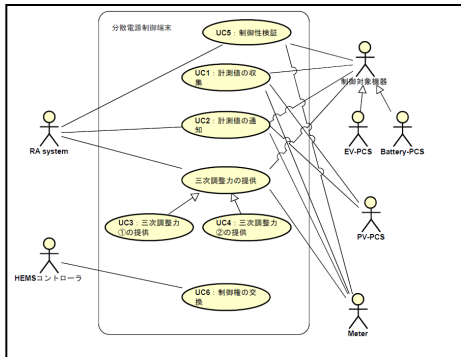 分散電源制御端末
UC5：制御性検証
UC1：計測値の収
集
制御対象機器
UC2：計測値の通
知
RA system
EV-PCS
Battery-PCS
三次調整力の提供
UC3：三次調整力
①の提供
UC4：三次調整力
②の提供
PV-PCS
HEMSコントローラ
UC6：制御権の交
換
Meter